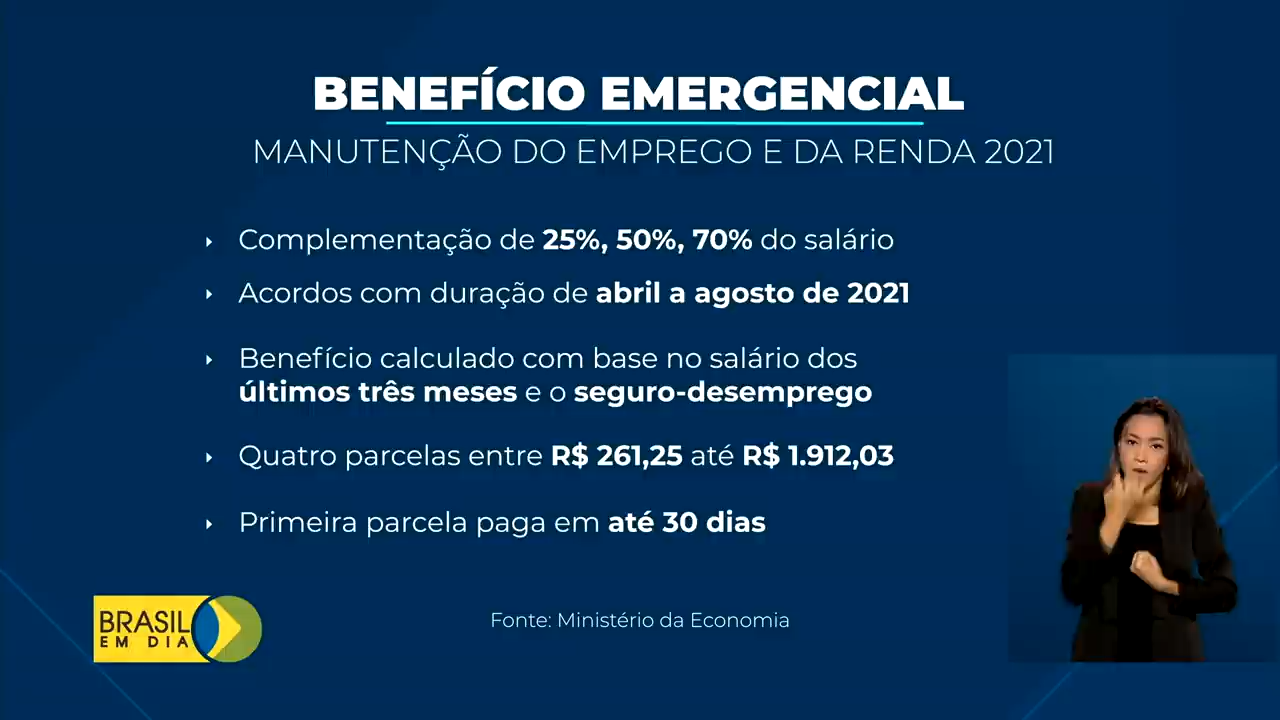 BENEFÍCIO EMERGENCIAL
MANUTENÇÃO DO EMPREGO E DA RENDA 2021
Complementação de 25%, 50%, 70% do salário
Acordos com duração de abril a agosto de 2021
Benefício calculado com base no salário dos
últimos três meses e o seguro-desemprego
Quatro parcelas entre R$ 261,25 até R$ 1.912,03
Primeira parcela paga em até 30 dias
BRASIL
EM DIA
Fonte: Ministério da Economia